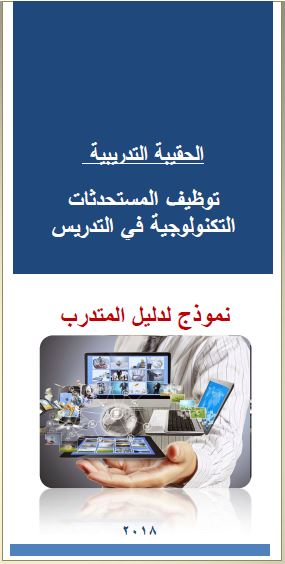 الحقيبة التدريبية
توظيف المستحدثات
التكنولوجية في التدريس
نموذج لدليل المتدرب
٢٠١٨